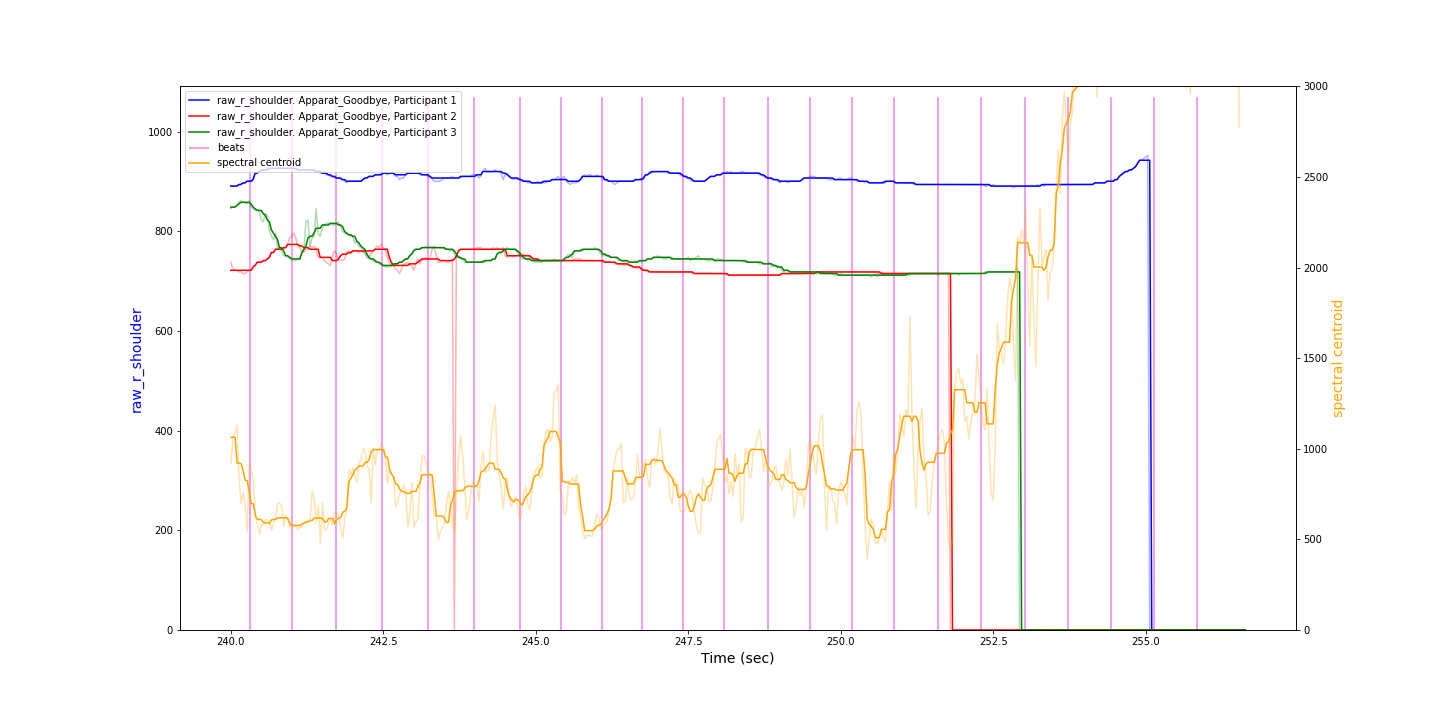 raw_r_shoulder. Apparat_Goodbye, Participant 1
raw_r_shoulder. Apparat_Goodbye, Participant 2
raw_r_shoulder. Apparat_Goodbye, Participant 3
beats
spectral centroid
raw_r_shoulder
1000
800
600
400
200
0
3000
2500
2000
1500
1000
500
0
spectral centroid
240.0 242.5 245.0 247.5 250.0 252.5 255.0
Time (sec)